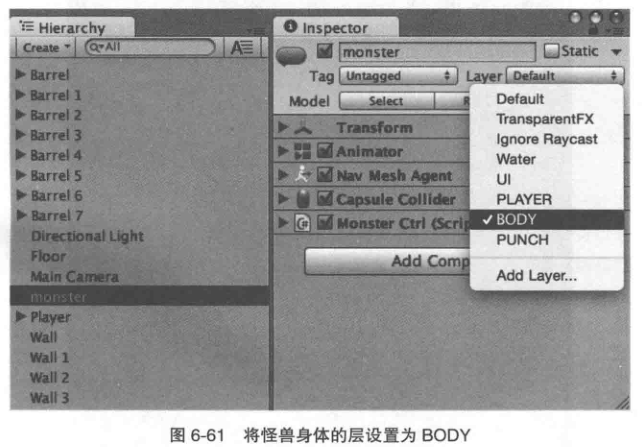 Hierarchy
Create
All
Barrel
Barrel 1
Barrel 2
Barrel 3
Barrel 4
Barrel 5
Barrel 6
Barrel 7
Directional Light
Floor
Main Camera
monster
Player
Wall
Wall 1
Wall 2
Wall 3
Inspector
monster
Static
Tag Untagged
Layer Default
Model Select R
Transform
Animator
Nav Mesh Agent
Capsule Collider
Monster Ctrl (Scrip
Add Comp
Default
TransparentFX
Ignore Raycast
Water
UI
PLAYER
✓ BODY
PUNCH
Add Layer...
图 6-61 将怪兽身体的层设置为 BODY